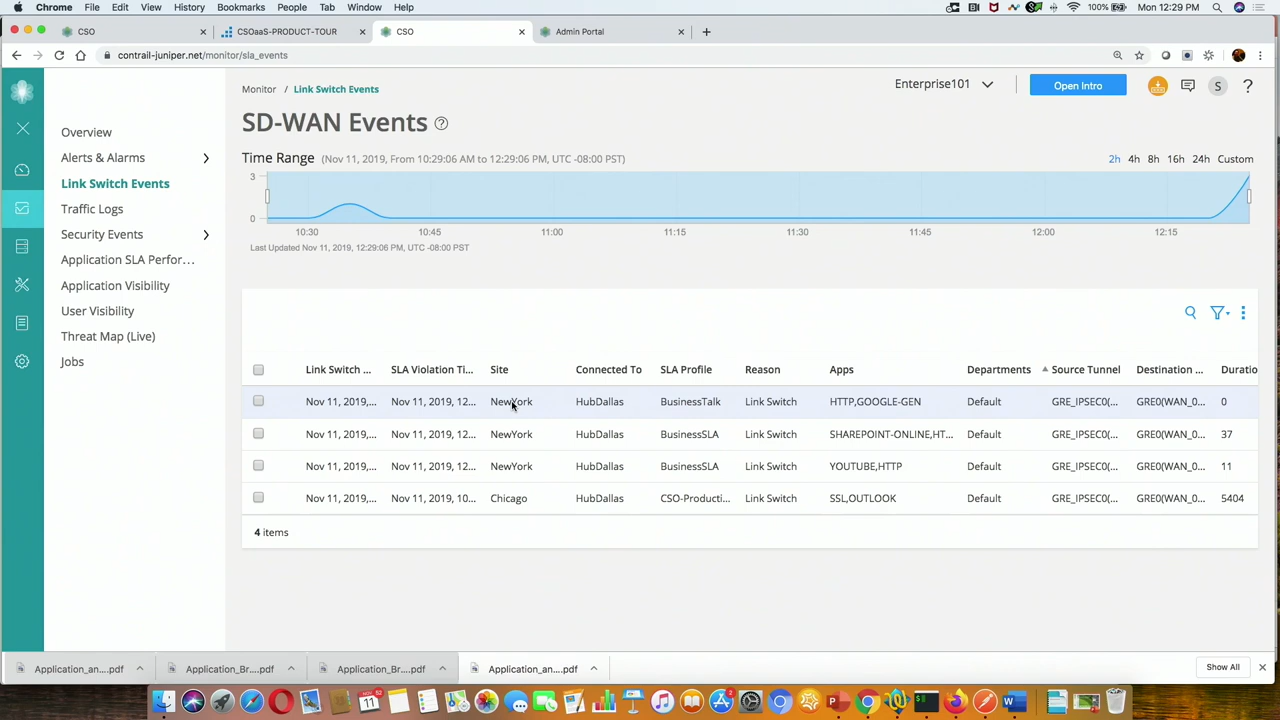 Chrome File Edit View History Bookmarks People Tab Window Help 100% Mon 12:29 PM
CSO CSOaaS-PRODUCT-TOUR CSO Admin Portal
contrail-juniper.net/monitor/sla_events
Monitor / Link Switch Events Enterprise101 Open Intro S ?
SD-WAN Events ?
Time Range (Nov 11, 2019, From 10:29:06 AM to 12:29:06 PM, UTC -08:00 PST) 2h 4h 8h 16h 24h Custom
3
0
10:30 10:45 11:00 11:15 11:30 11:45 12:00 12:15
Last Updated Nov 11, 2019, 12:29:06 PM, UTC -08:00 PST
Overview
Alerts & Alarms
Link Switch Events
Traffic Logs
Security Events
Application SLA Perfor...
Application Visibility
User Visibility
Threat Map (Live)
Jobs
Link Switch ... SLA Violation Ti... Site Connected To SLA Profile Reason Apps Departments Source Tunnel Destination ... Duratio
Nov 11, 2019,... Nov 11, 2019, 12... NewYork HubDallas BusinessTalk Link Switch HTTP,GOOGLE-GEN Default GRE_IPSEC0(... GRE0(WAN_0... 0
Nov 11, 2019,... Nov 11, 2019, 12... NewYork HubDallas BusinessSLA Link Switch SHAREPOINT-ONLINE,HT... Default GRE_IPSEC0(... GRE0(WAN_0... 37
Nov 11, 2019,... Nov 11, 2019, 12... NewYork HubDallas BusinessSLA Link Switch YOUTUBE,HTTP Default GRE_IPSEC0(... GRE0(WAN_0... 11
Nov 11, 2019,... Nov 11, 2019, 10... Chicago HubDallas CSO-Producti... Link Switch SSL,OUTLOOK Default GRE_IPSEC0(... GRE0(WAN_0... 5404
4 items
Application_an....pdf Application_Br....pdf Application_Br....pdf Application_an....pdf Show All